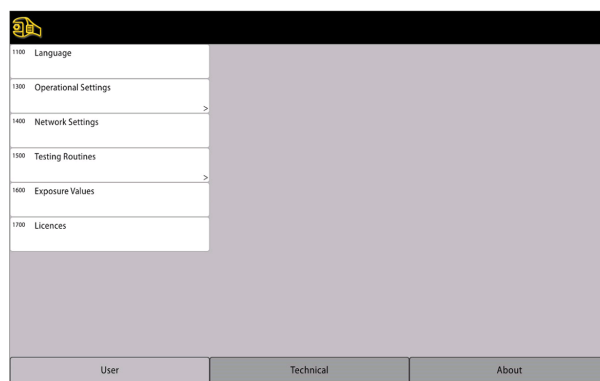 1100 Language
1300 Operational Settings
>
1400 Network Settings
1500 Testing Routines
>
1600 Exposure Values
1700 Licences
User Technical About